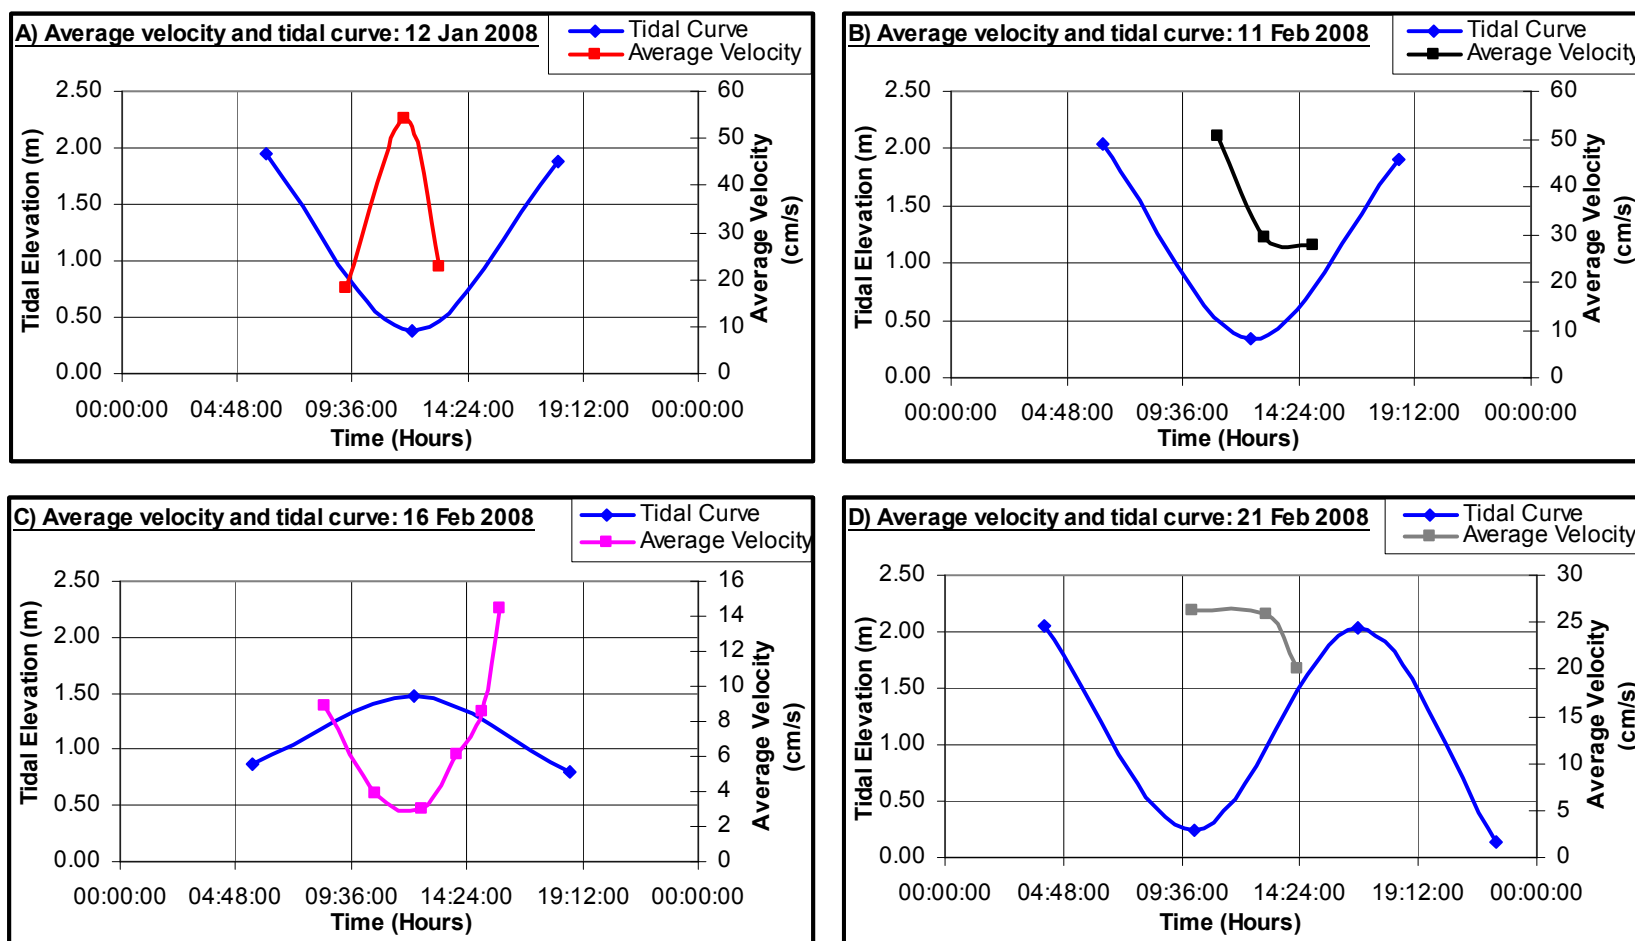 A) Average velocity and tidal curve: 12 Jan 2008
Tidal Curve
Average Velocity
Tidal Elevation (m)
2.50
2.00
1.50
1.00
0.50
0.00
60
50
40
30
20
10
0
Average Velocity
(cm/s)
00:00:00 04:48:00 09:36:00 14:24:00 19:12:00 00:00:00
Time (Hours)
B) Average velocity and tidal curve: 11 Feb 2008
Tidal Curve
Average Velocity
Tidal Elevation (m)
2.50
2.00
1.50
1.00
0.50
0.00
60
50
40
30
20
10
0
Average Velocity
(cm/s)
00:00:00 04:48:00 09:36:00 14:24:00 19:12:00 00:00:00
Time (Hours)
C) Average velocity and tidal curve: 16 Feb 2008
Tidal Curve
Average Velocity
Tidal Elevation (m)
2.50
2.00
1.50
1.00
0.50
0.00
16
14
12
10
8
6
4
2
0
Average Velocity
(cm/s)
00:00:00 04:48:00 09:36:00 14:24:00 19:12:00 00:00:00
Time (Hours)
D) Average velocity and tidal curve: 21 Feb 2008
Tidal Curve
Average Velocity
Tidal Elevation (m)
2.50
2.00
1.50
1.00
0.50
0.00
30
25
20
15
10
5
0
Average Velocity
(cm/s)
00:00:00 04:48:00 09:36:00 14:24:00 19:12:00 00:00:00
Time (Hours)